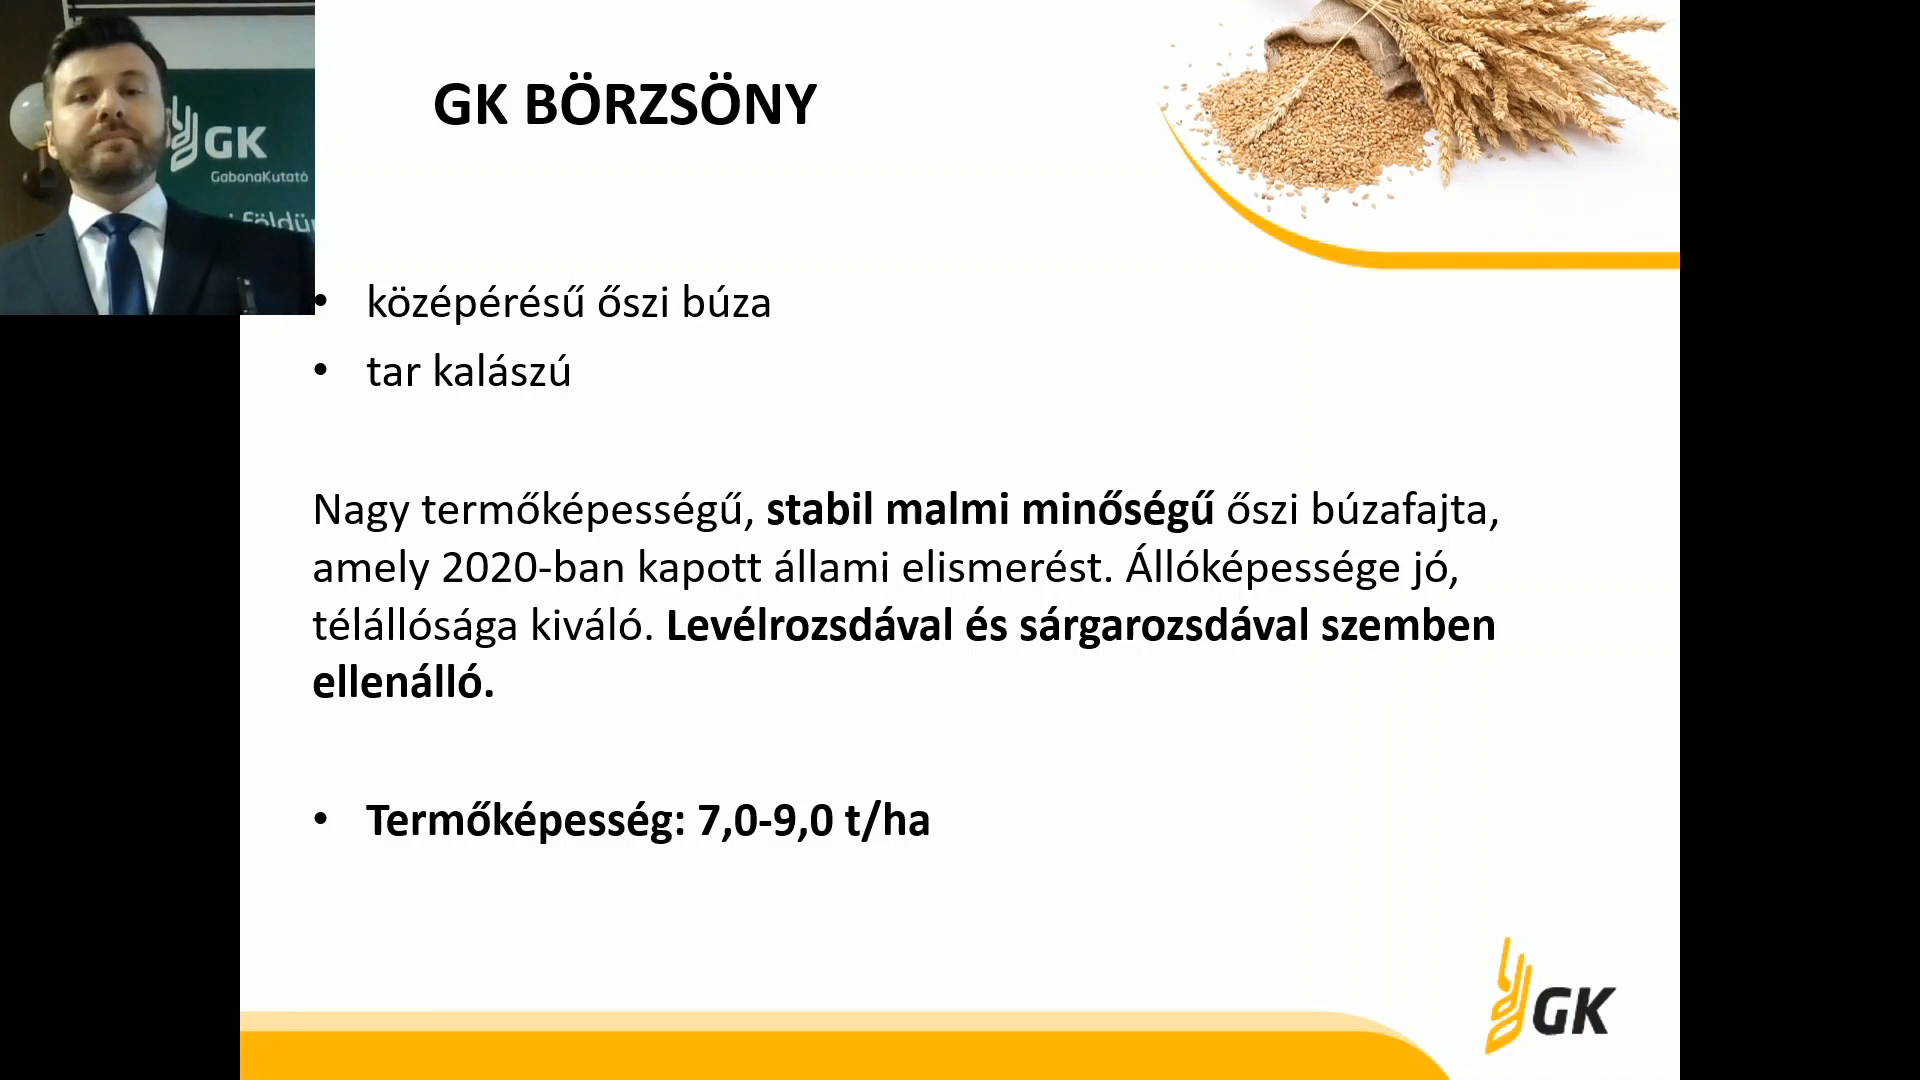 GK BÖRZSÖNY
GK
GabonaKutató
• középérésű őszi búza
• tar kalászú
Nagy termőképességű, stabil malmi minőségű őszi búzafajta,
amely 2020-ban kapott állami elismerést. Állóképessége jó,
télállósága kiváló. Levélrozsdával és sárgarozsdával szemben
ellenálló.
• Termőképesség: 7,0-9,0 t/ha
GK